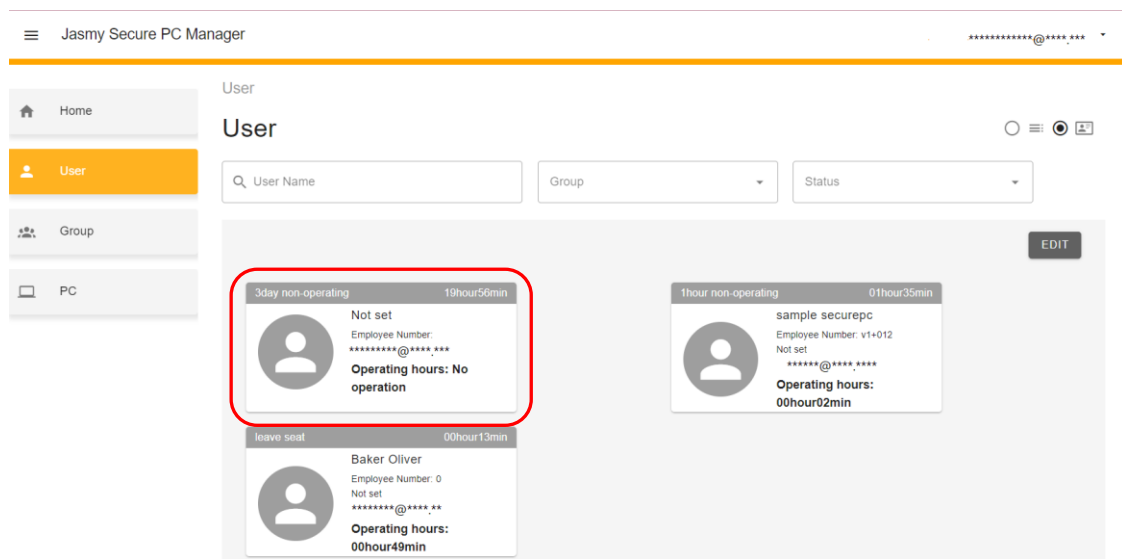 Jasmy Secure PC Manager
************@****.***
Home
User
Group
PC
User
User
User Name
Group
Status
EDIT
3day non-operating 19hour56min
Not set
Employee Number:
*********@****.***
Operating hours: No
operation
1hour non-operating 01hour35min
sample securepc
Employee Number: v1+012
Not set
******@****.****
Operating hours:
00hour02min
leave seat 00hour13min
Baker Oliver
Employee Number: 0
Not set
********@****.**
Operating hours:
00hour49min